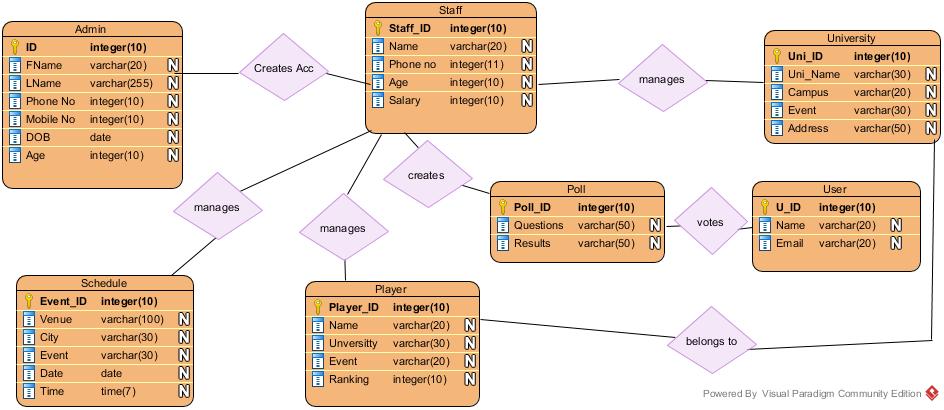 Admin
ID integer(10)
FName varchar(20) N
LName varchar(255) N
Phone No integer(10) N
Mobile No integer(10) N
DOB date N
Age integer(10) N
Creates Acc
Staff
Staff_ID integer(10)
Name varchar(20) N
Phone no integer(11) N
Age integer(10) N
Salary integer(10) N
manages
University
Uni_ID integer(10)
Uni_Name varchar(30) N
Campus varchar(20) N
Event varchar(30) N
Address varchar(50) N
manages
manages
creates
Poll
Poll_ID integer(10)
Questions varchar(50) N
Results varchar(50) N
votes
User
U_ID integer(10)
Name varchar(20) N
Email varchar(20) N
Schedule
Event_ID integer(10)
Venue varchar(100) N
City varchar(30) N
Event varchar(30) N
Date date N
Time time(7) N
Player
Player_ID integer(10)
Name varchar(20) N
Unversitty varchar(30) N
Event varchar(20) N
Ranking integer(10) N
belongs to
Powered By Visual Paradigm Community Edition